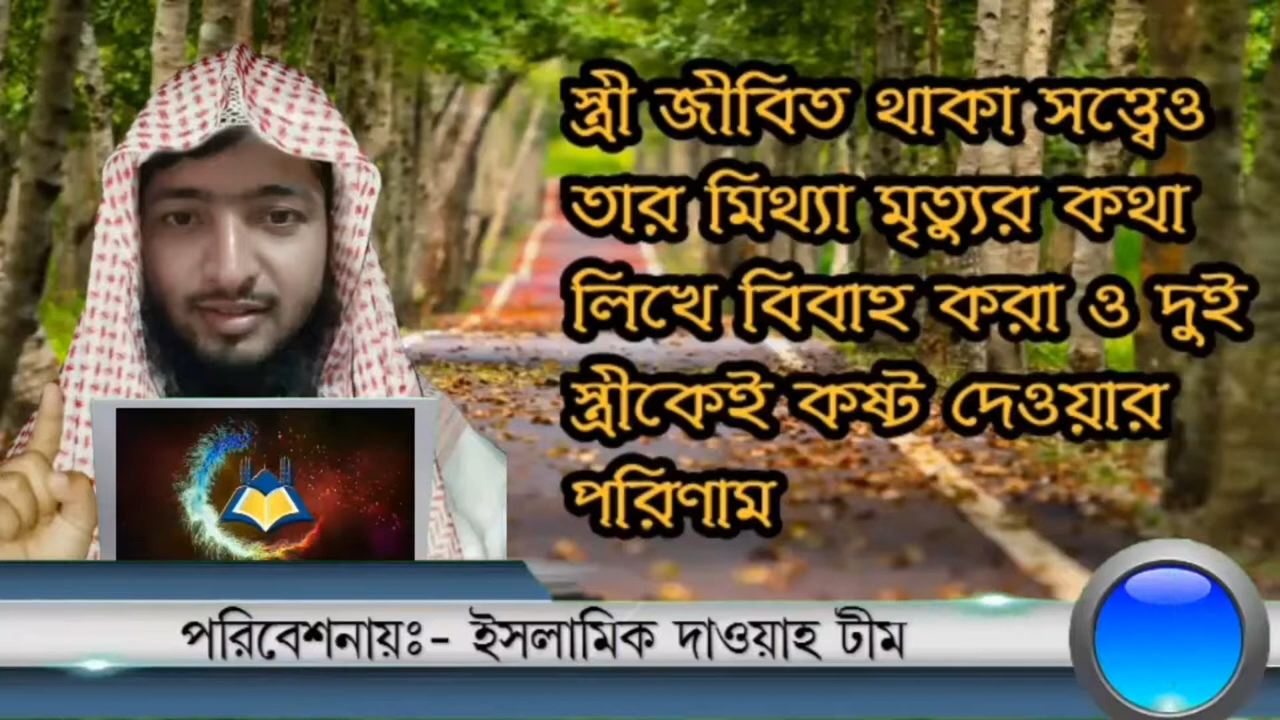 স্ত্রী জীবিত থাকা সত্ত্বেও
তার মিথ্যা মৃত্যুর কথা
লিখে বিবাহ করা ও দুই
স্ত্রীকেই কষ্ট দেওয়ার
পরিণাম
পরিবেশনায়ঃ- ইসলামিক দাওয়াহ টীম